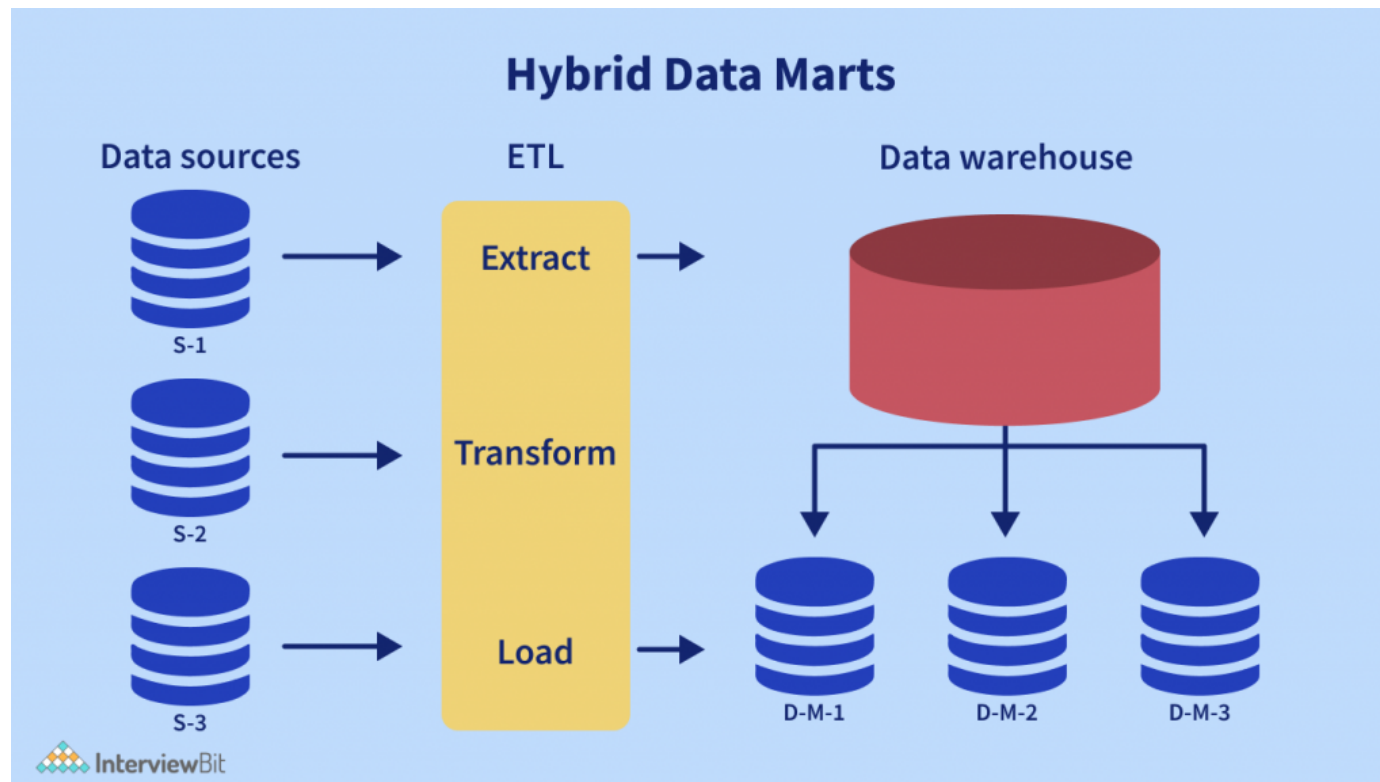 Hybrid Data Marts
Data sources
ETL
Data warehouse
S-1
S-2
S-3
Extract
Transform
Load
D-M-1
D-M-2
D-M-3
InterviewBit